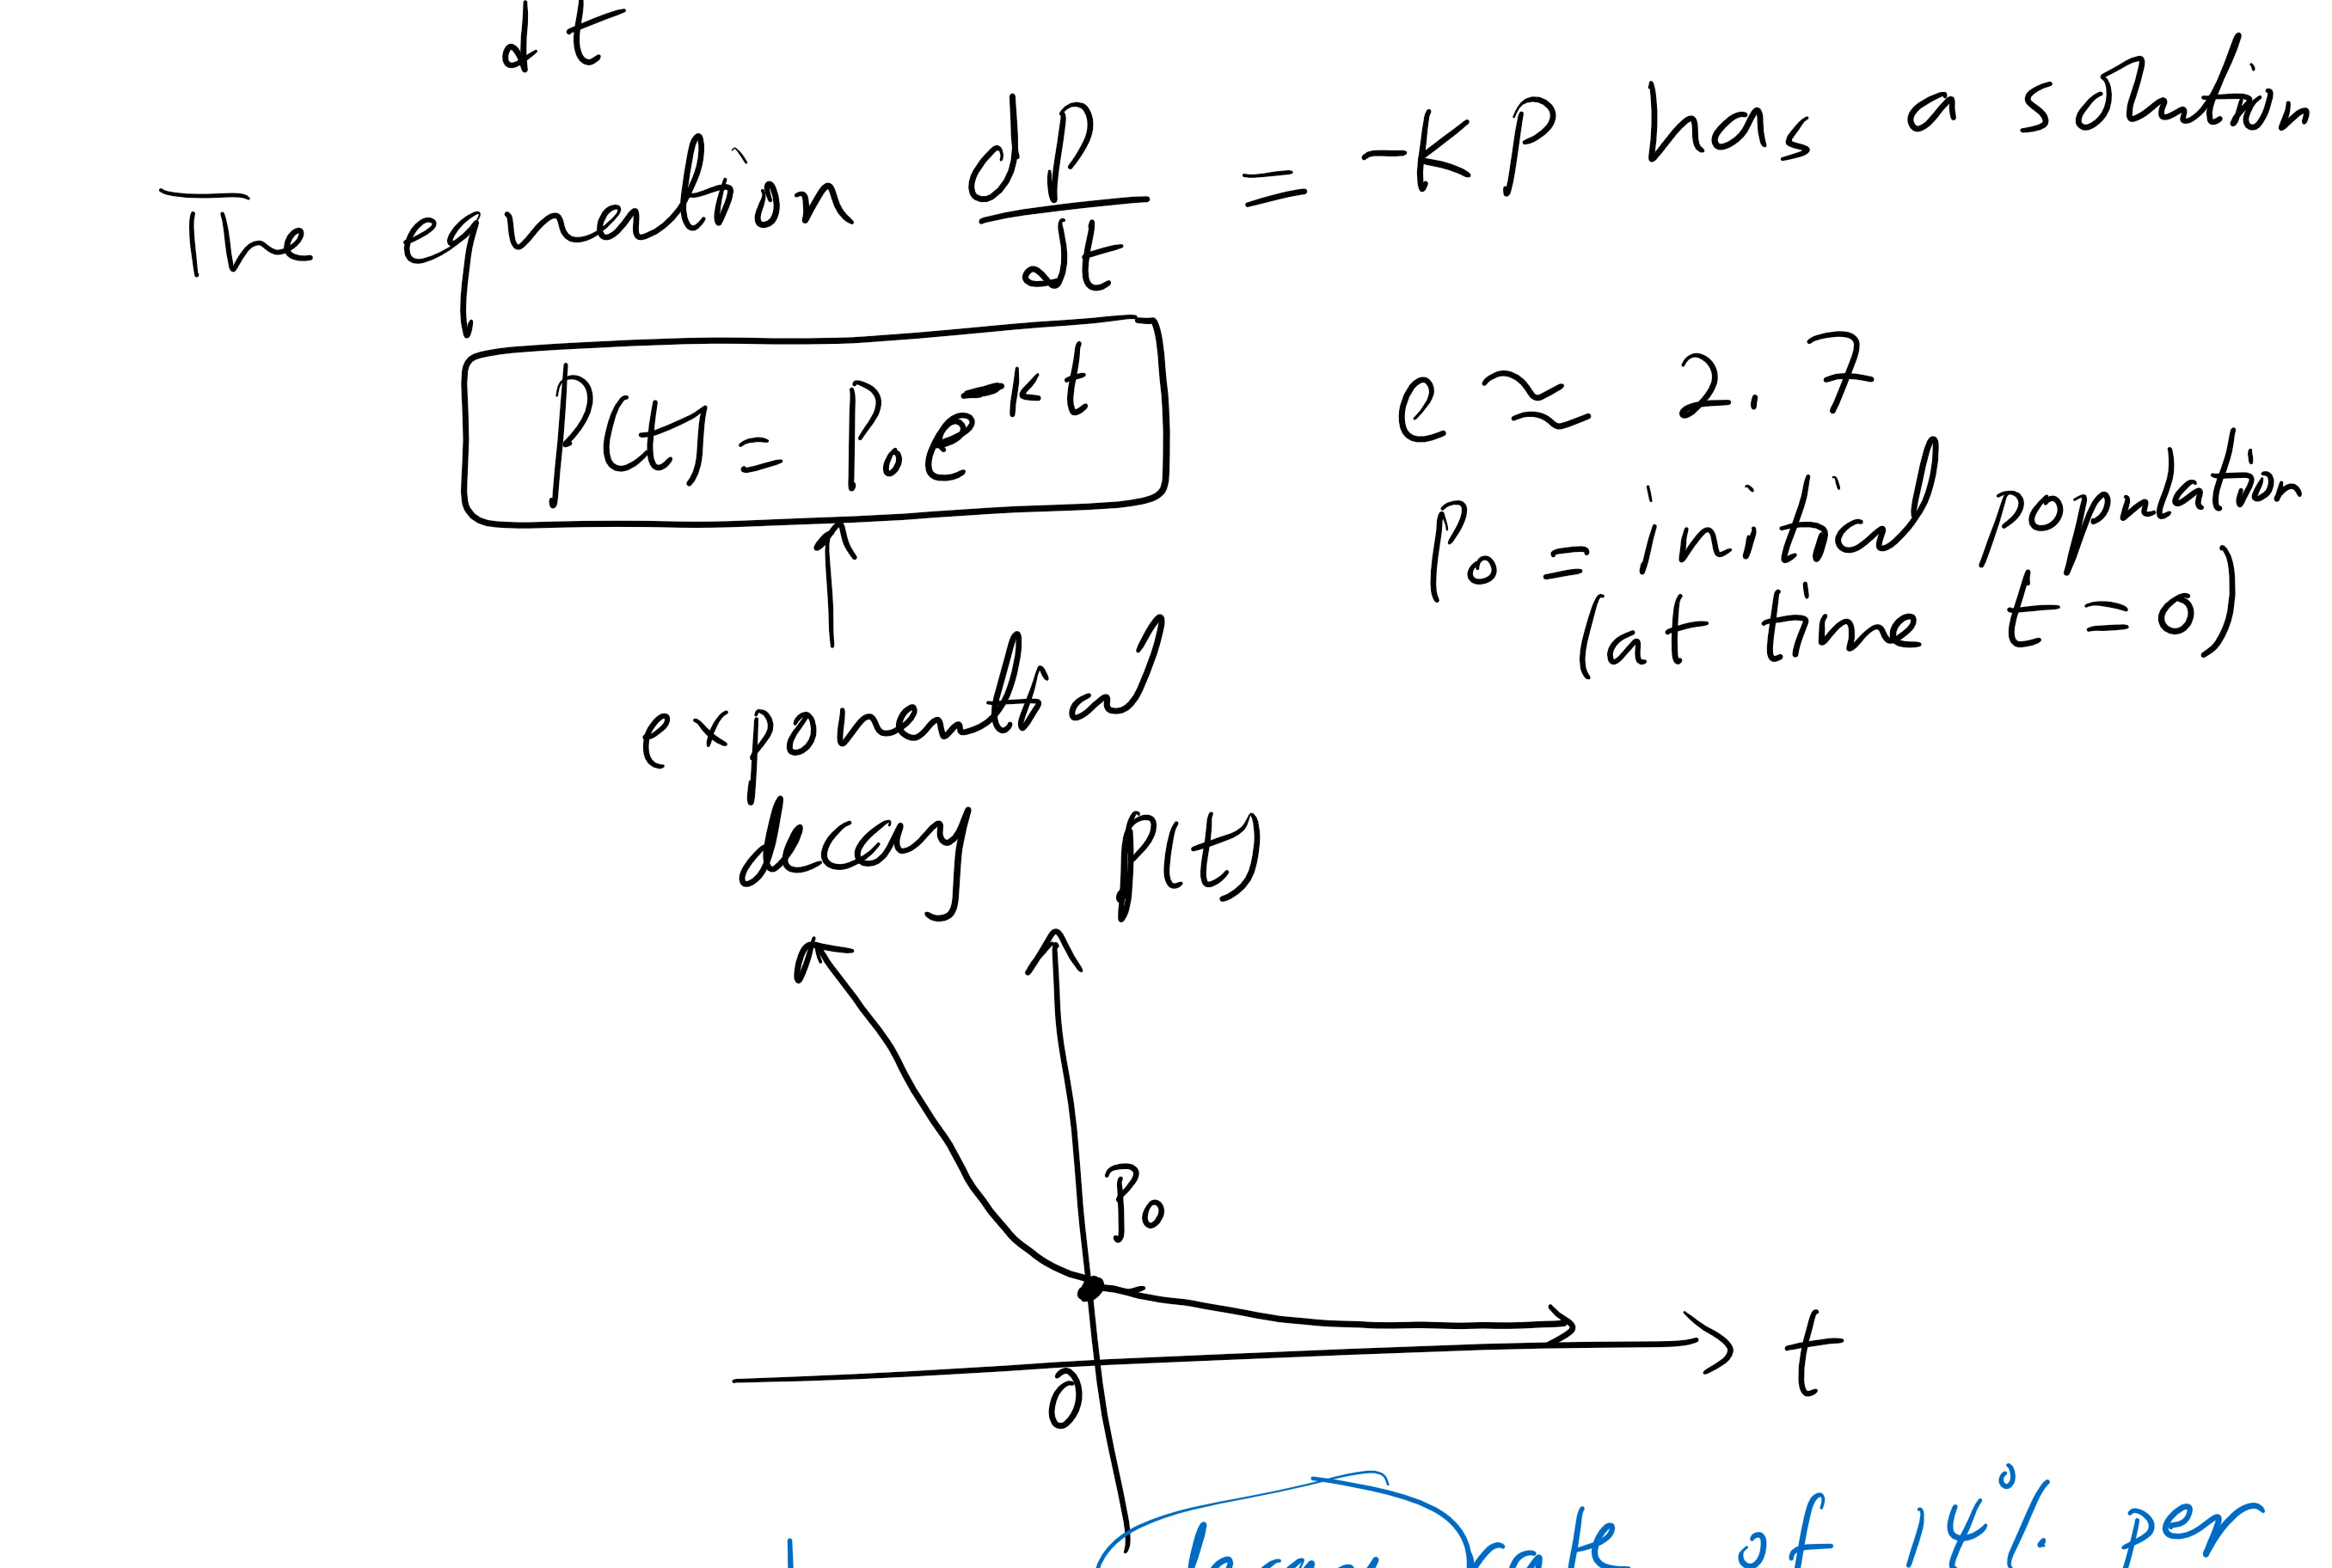 dt
The equation dP/dt = -KP has a solution
P(t) = P₀e^(-Kt)
e ≈ 2.7
P₀ = initial population
(at time t = 0)
exponential
decay
P(t)
P₀
t
0
of 14% per